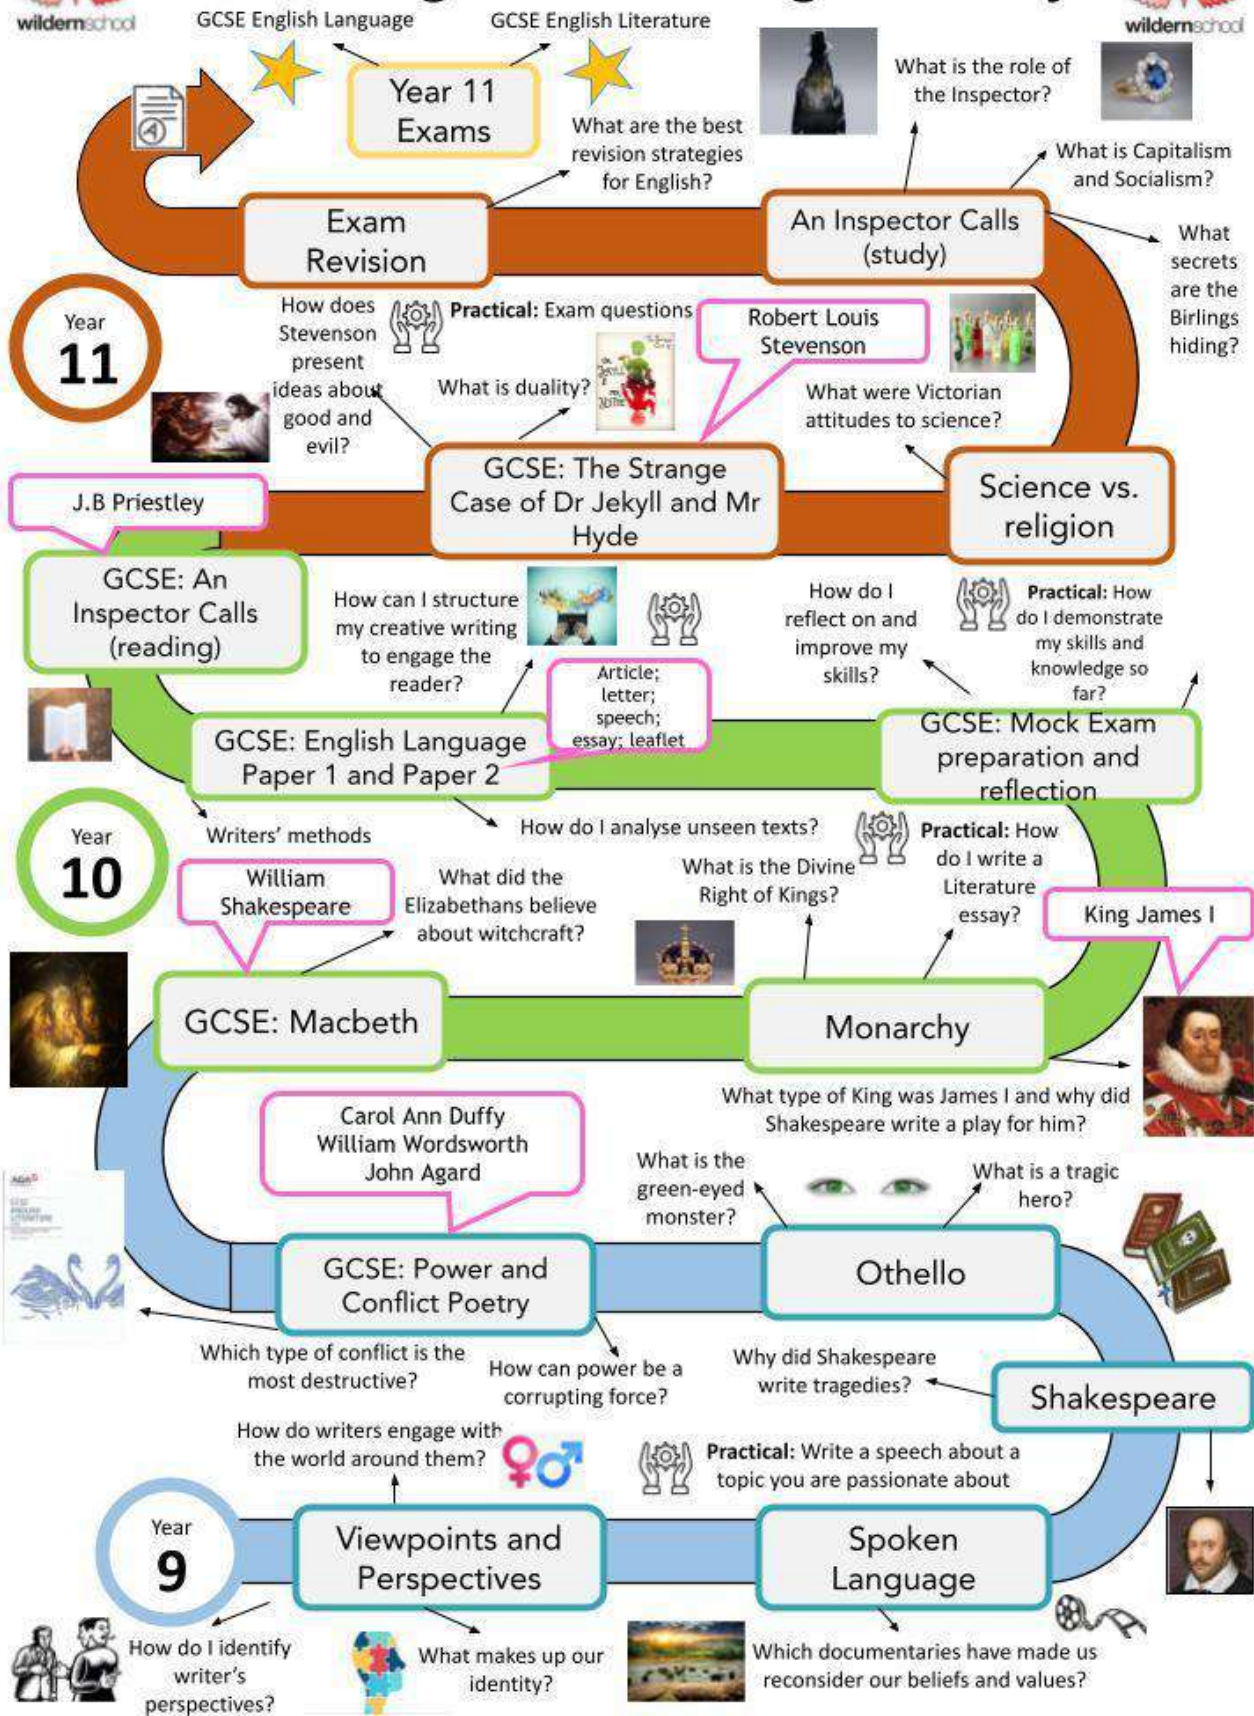 wildernschool
wildernschool
GCSE English Language
GCSE English Literature
Year 11
Exams
What are the best
revision strategies
for English?
What is the role of
the Inspector?
What is Capitalism
and Socialism?
Exam
Revision
An Inspector Calls
(study)
What
secrets
are the
Birlings
hiding?
Year
11
How does
Stevenson
present
ideas about
good and
evil?
Practical: Exam questions
Robert Louis
Stevenson
What is duality?
What were Victorian
attitudes to science?
GCSE: The Strange
Case of Dr Jekyll and Mr
Hyde
Science vs.
religion
J.B Priestley
GCSE: An
Inspector Calls
(reading)
How can I structure
my creative writing
to engage the
reader?
Article;
letter;
speech;
essay; leaflet
How do I
reflect on and
improve my
skills?
Practical: How
do I demonstrate
my skills and
knowledge so
far?
GCSE: English Language
Paper 1 and Paper 2
GCSE: Mock Exam
preparation and
reflection
Year
10
Writers' methods
How do I analyse unseen texts?
William
Shakespeare
What did the
Elizabethans believe
about witchcraft?
What is the Divine
Right of Kings?
Practical: How
do I write a
Literature
essay?
King James I
GCSE: Macbeth
Monarchy
What type of King was James I and why did
Shakespeare write a play for him?
Carol Ann Duffy
William Wordsworth
John Agard
What is the
green-eyed
monster?
What is a tragic
hero?
AQA
GCSE
ENGLISH
LITERATURE
GCSE: Power and
Conflict Poetry
Othello
Which type of conflict is the
most destructive?
How can power be a
corrupting force?
Why did Shakespeare
write tragedies?
Shakespeare
How do writers engage with
the world around them?
Practical: Write a speech about a
topic you are passionate about
Year
9
Viewpoints and
Perspectives
Spoken
Language
How do I identify
writer's
perspectives?
What makes up our
identity?
Which documentaries have made us
reconsider our beliefs and values?